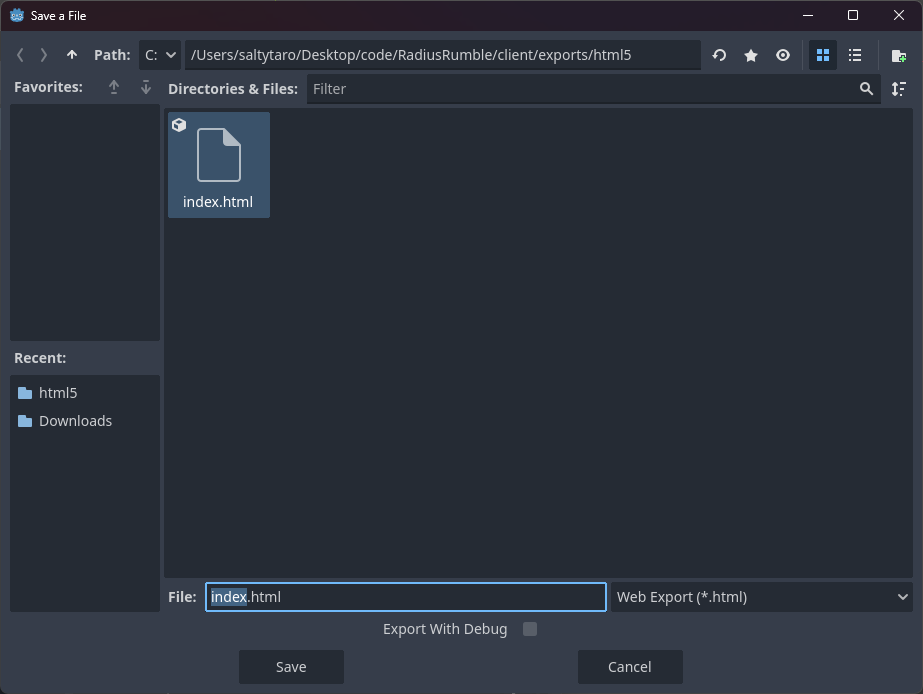 Save a File
Path: C: /Users/saltytaro/Desktop/code/RadiusRumble/client/exports/html5
Favorites:
Directories & Files: Filter
index.html
Recent:
html5
Downloads
File: index.html Web Export (*.html)
Export With Debug
Save Cancel